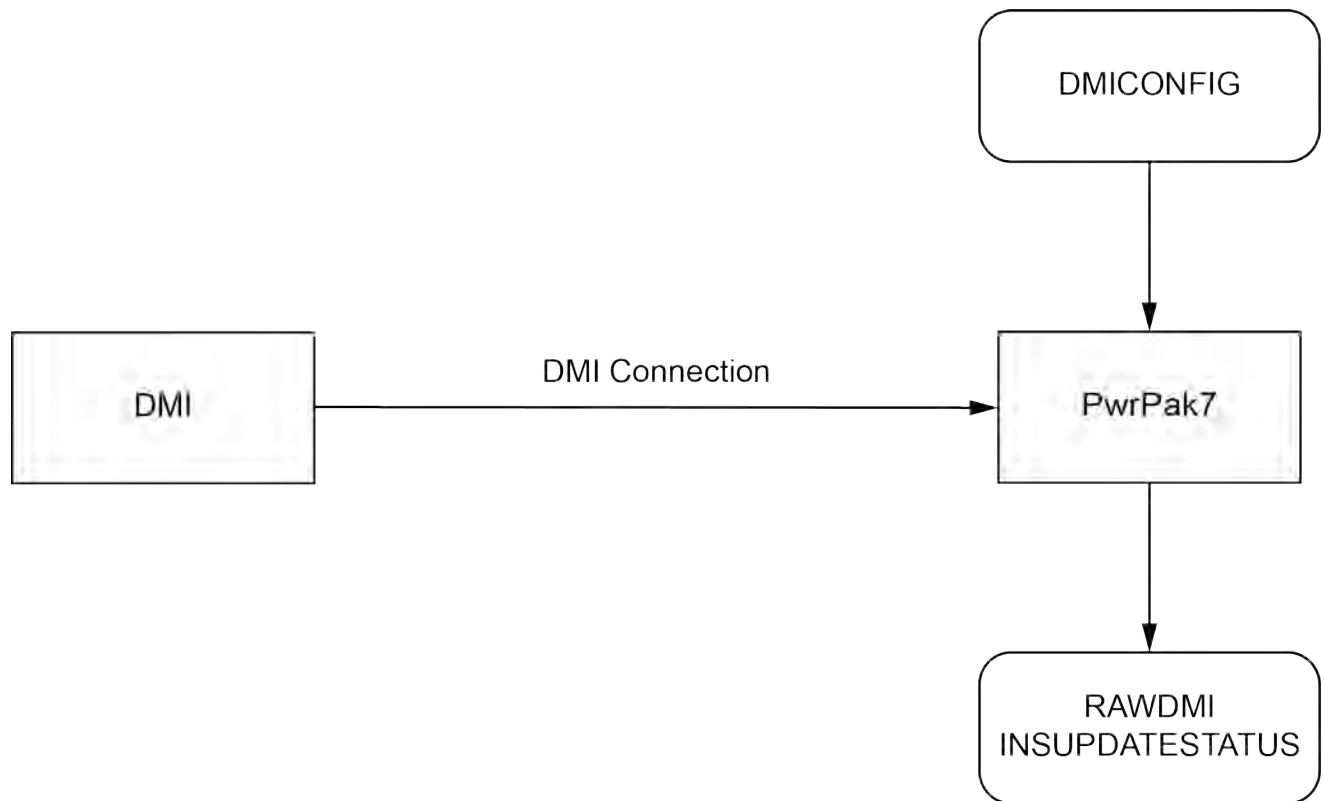 DMICONFIG
DMI Connection
DMI
PwrPak7
RAWDMI
INSUPDATESTATUS